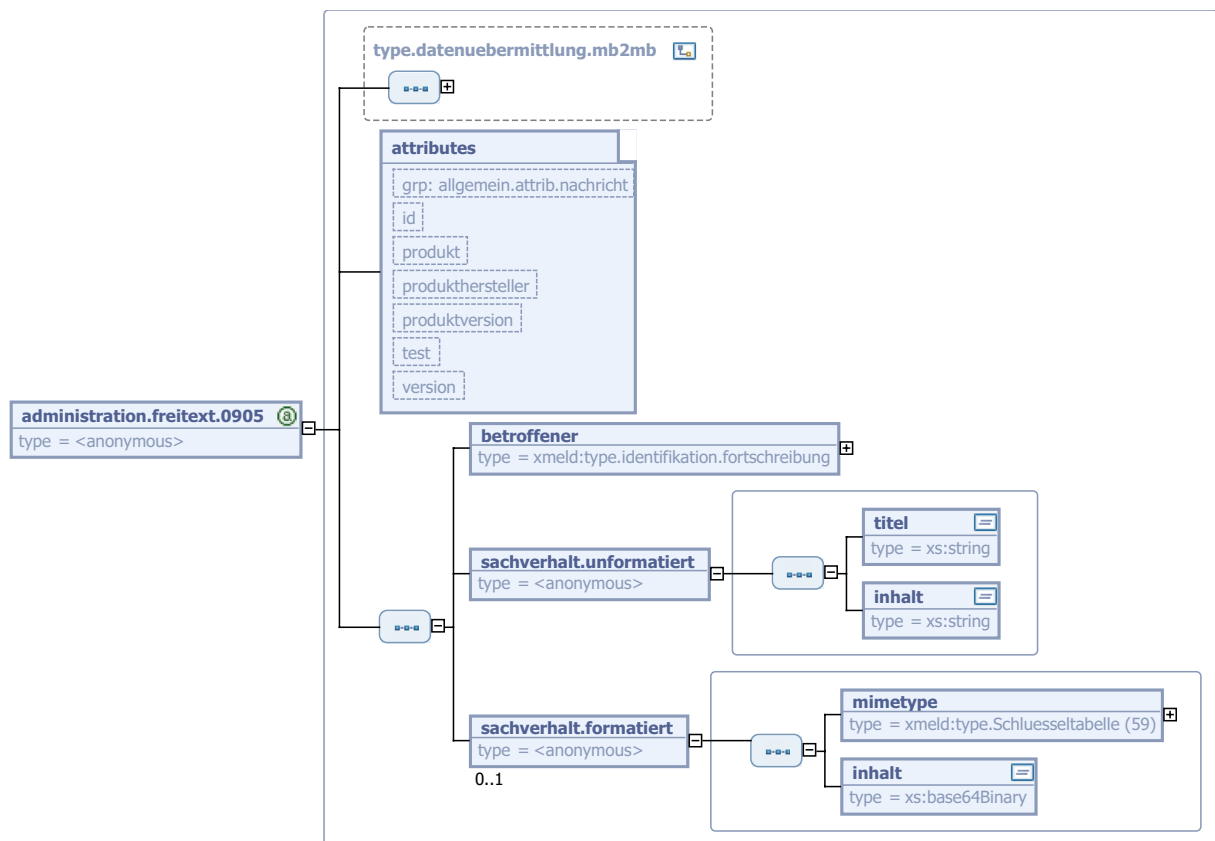 type.datenuebermittlung.mb2mb
attributes
grp: allgemein.attrib.nachricht
id
produkt
produkthersteller
produktversion
test
version
administration.freitext.0905 a
type = <anonymous>
betroffener
type = xmeld:type.identifikation.fortschreibung
sachverhalt.unformatiert
type = <anonymous>
titel
type = xs:string
inhalt
type = xs:string
sachverhalt.formatiert
type = <anonymous>
0..1
mimetype
type = xmeld:type.Schluesseltabelle (59)
inhalt
type = xs:base64Binary